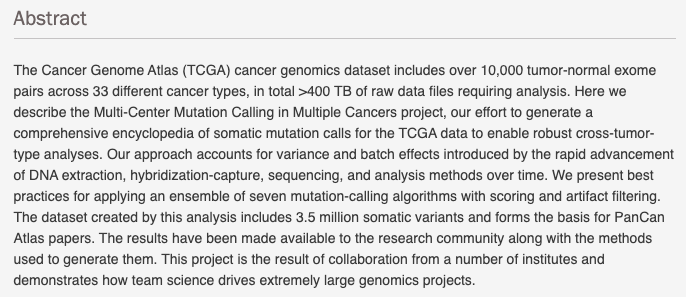 Abstract
The Cancer Genome Atlas (TCGA) cancer genomics dataset includes over 10,000 tumor-normal exome
pairs across 33 different cancer types, in total >400 TB of raw data files requiring analysis. Here we
describe the Multi-Center Mutation Calling in Multiple Cancers project, our effort to generate a
comprehensive encyclopedia of somatic mutation calls for the TCGA data to enable robust cross-tumor-
type analyses. Our approach accounts for variance and batch effects introduced by the rapid advancement
of DNA extraction, hybridization-capture, sequencing, and analysis methods over time. We present best
practices for applying an ensemble of seven mutation-calling algorithms with scoring and artifact filtering.
The dataset created by this analysis includes 3.5 million somatic variants and forms the basis for PanCan
Atlas papers. The results have been made available to the research community along with the methods
used to generate them. This project is the result of collaboration from a number of institutes and
demonstrates how team science drives extremely large genomics projects.